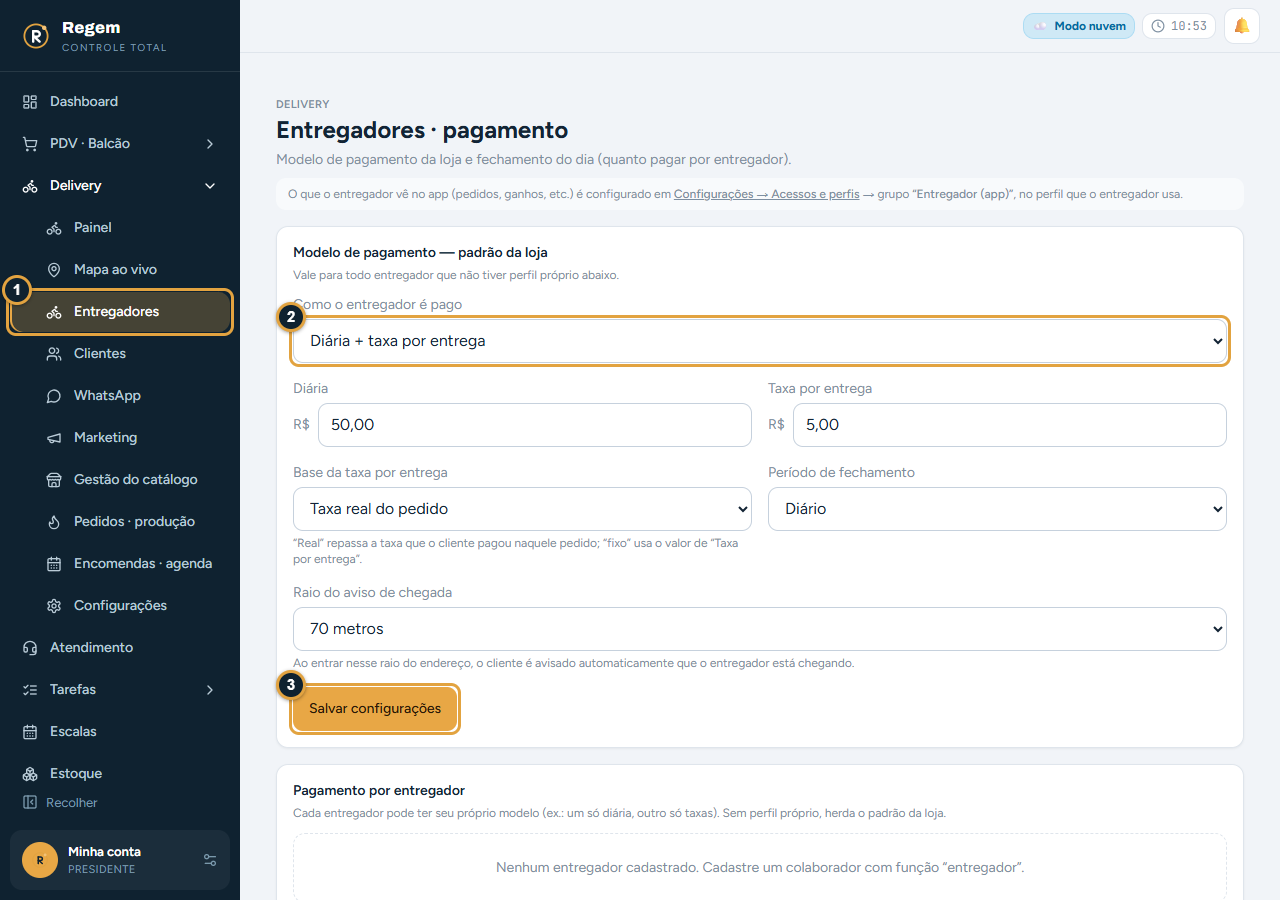 Regem
CONTROLE TOTAL
Dashboard
PDV · Balcão
Delivery
Painel
Mapa ao vivo
1
Entregadores
Clientes
WhatsApp
Marketing
Gestão do catálogo
Pedidos · produção
Encomendas · agenda
Configurações
Atendimento
Tarefas
Escalas
Estoque
Recolher
R
Minha conta
PRESIDENTE
Modo nuvem
10:53
DELIVERY
Entregadores · pagamento
Modelo de pagamento da loja e fechamento do dia (quanto pagar por entregador).
O que o entregador vê no app (pedidos, ganhos, etc.) é configurado em Configurações → Acessos e perfis → grupo “Entregador (app)”, no perfil que o entregador usa.
Modelo de pagamento — padrão da loja
Vale para todo entregador que não tiver perfil próprio abaixo.
Como o entregador é pago
2
Diária + taxa por entrega
Diária
Taxa por entrega
R$ 50,00
R$ 5,00
Base da taxa por entrega
Período de fechamento
Taxa real do pedido
Diário
“Real” repassa a taxa que o cliente pagou naquele pedido; “fixo” usa o valor de “Taxa
por entrega”.
Raio do aviso de chegada
70 metros
Ao entrar nesse raio do endereço, o cliente é avisado automaticamente que o entregador está chegando.
3
Salvar configurações
Pagamento por entregador
Cada entregador pode ter seu próprio modelo (ex.: um só diária, outro só taxas). Sem perfil próprio, herda o padrão da loja.
Nenhum entregador cadastrado. Cadastre um colaborador com função “entregador”.